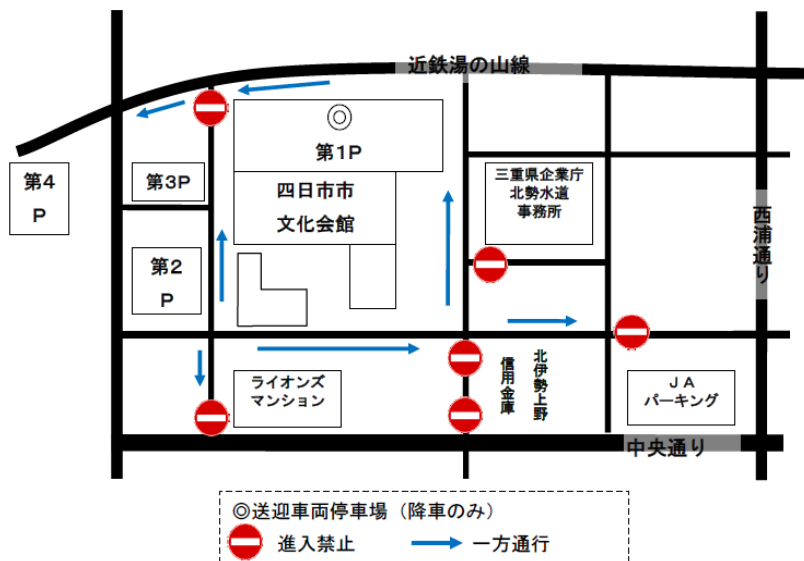 近鉄湯の山線
第1P
第4
P
第3P
三重県企業庁
北勢水道
事務所
四日市市
文化会館
西浦通り
第2
P
北伊勢上野
信用金庫
ライオンズ
マンション
JA
パーキング
中央通り
◎送迎車両停車場(降車のみ)
進入禁止
一方通行